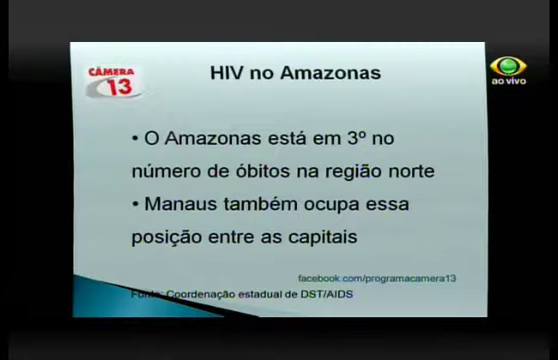 CÂMERA
13
HIV no Amazonas
ao vivo
• O Amazonas está em 3º no
número de óbitos na região norte
• Manaus também ocupa essa
posição entre as capitais
facebook.com/programacamera13
Fonte: Coordenação estadual de DST/AIDS